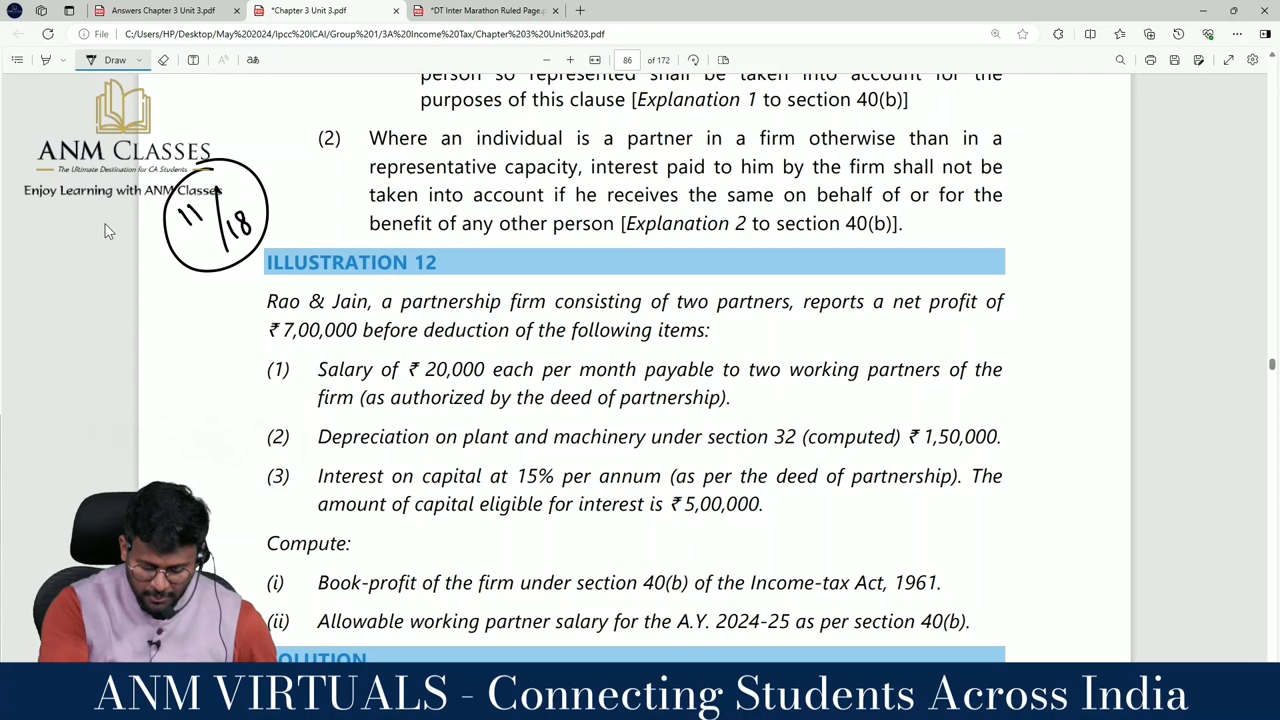 Answers Chapter 3 Unit 3.pdf
*Chapter 3 Unit 3.pdf
*DT Inter Marathon Ruled Page.p
File
C:/Users/HP/Desktop/May%202024/Ipcc%20ICAI/Group%201/3A%20Income%20Tax/Chapter%203%20Unit%203.pdf
Draw
86 of 172
person so represented shall be taken into account for the
purposes of this clause [Explanation 1 to section 40(b)]
(2) Where an individual is a partner in a firm otherwise than in a
representative capacity, interest paid to him by the firm shall not be
taken into account if he receives the same on behalf of or for the
benefit of any other person [Explanation 2 to section 40(b)].
ANM CLASSES
The Ultimate Destination for CA Students
Enjoy Learning with ANM Classes
11/18
ILLUSTRATION 12
Rao & Jain, a partnership firm consisting of two partners, reports a net profit of
₹ 7,00,000 before deduction of the following items:
(1) Salary of ₹ 20,000 each per month payable to two working partners of the
firm (as authorized by the deed of partnership).
(2) Depreciation on plant and machinery under section 32 (computed) ₹ 1,50,000.
(3) Interest on capital at 15% per annum (as per the deed of partnership). The
amount of capital eligible for interest is ₹ 5,00,000.
Compute:
(i) Book-profit of the firm under section 40(b) of the Income-tax Act, 1961.
(ii) Allowable working partner salary for the A.Y. 2024-25 as per section 40(b).
SOLUTION
ANM VIRTUALS - Connecting Students Across India